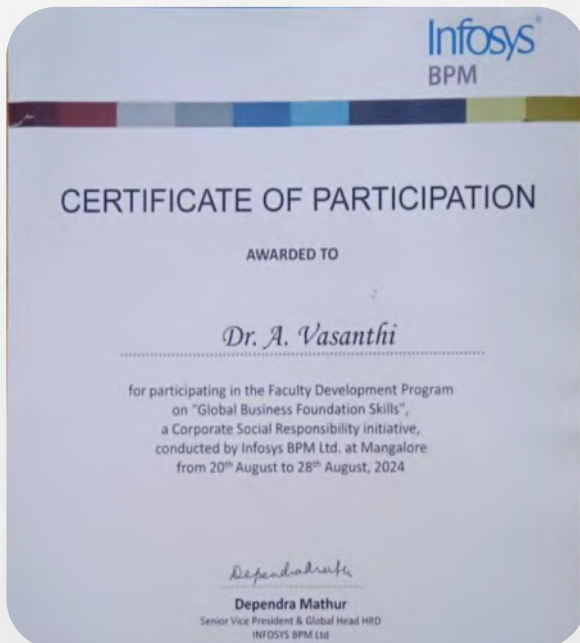 Infosys®
BPM
CERTIFICATE OF PARTICIPATION
AWARDED TO
Dr. A. Vasanthi
for participating in the Faculty Development Program
on "Global Business Foundation Skills",
a Corporate Social Responsibility initiative,
conducted by Infosys BPM Ltd. at Mangalore
from 20th August to 28th August, 2024
Dependra Mathur
Senior Vice President & Global Head HRD
INFOSYS BPM Ltd